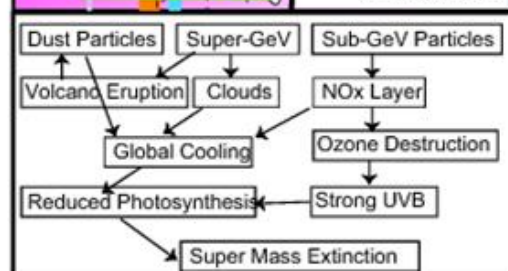 Dust Particles
Super-GeV
Sub-GeV Particles
Volcano Eruption
Clouds
NOx Layer
Global Cooling
Ozone Destruction
Reduced Photosynthesis
Strong UVB
Super Mass Extinction